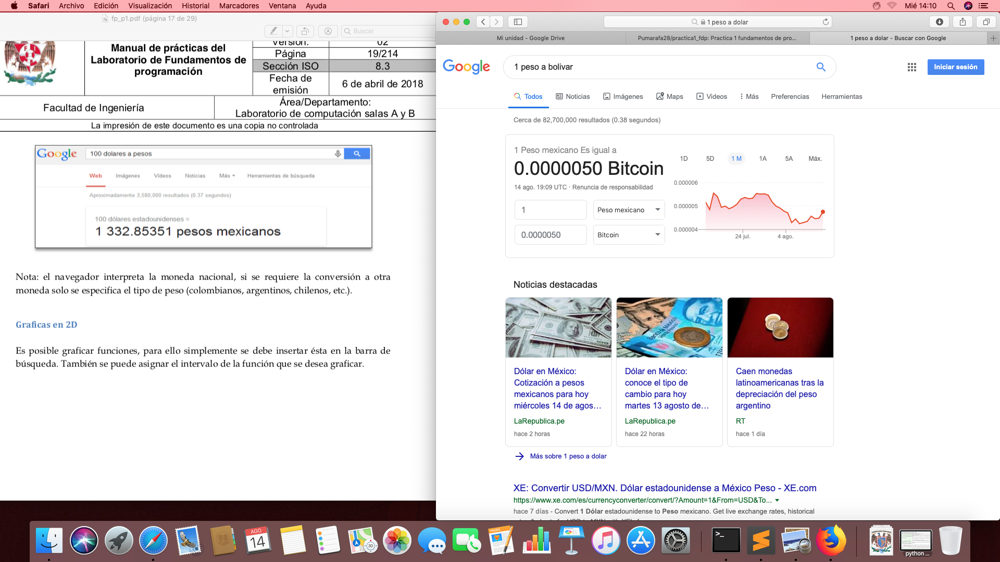 Safari Archivo Edición Visualización Historial Marcadores Ventana Ayuda
Mié 14:10
fp_p1.pdf (página 17 de 29)
Buscar
Manual de prácticas del
Laboratorio de Fundamentos de
programación
Versión: 02
Página 19/214
Sección ISO 8.3
Fecha de
emisión
6 de abril de 2018
Facultad de Ingeniería
Área/Departamento:
Laboratorio de computación salas A y B
La impresión de este documento es una copia no controlada
Google
100 dolares a pesos
Web Imágenes Vídeos Noticias Más Herramientas de búsqueda
Aproximadamente 3,580,000 resultados (0.37 segundos)
100 dólares estadounidenses =
1 332.85351 pesos mexicanos
Nota: el navegador interpreta la moneda nacional, si se requiere la conversión a otra
moneda solo se especifica el tipo de peso (colombianos, argentinos, chilenos, etc.).
Graficas en 2D
Es posible graficar funciones, para ello simplemente se debe insertar ésta en la barra de
búsqueda. También se puede asignar el intervalo de la función que se desea graficar.
1 peso a dolar
Mi unidad - Google Drive
Pumarafa28/practica1_fdp: Practica 1 fundamentos de pro...
1 peso a dolar - Buscar con Google
Google
1 peso a bolivar
Iniciar sesión
Todos Noticias Imágenes Maps Videos Más Preferencias Herramientas
Cerca de 82,700,000 resultados (0.38 segundos)
1 Peso mexicano Es igual a
0.0000050 Bitcoin
14 ago. 19:09 UTC · Renuncia de responsabilidad
1 Peso mexicano
0.0000050 Bitcoin
1D 5D 1 M 1A 5A Máx.
0.000006
0.000005
0.000004
24 jul. 4 ago.
Noticias destacadas
Dólar en México:
Cotización a pesos
mexicanos para hoy
miércoles 14 de agos...
LaRepublica.pe
hace 2 horas
Dólar en México:
conoce el tipo de
cambio para hoy
martes 13 agosto de...
LaRepublica.pe
hace 22 horas
Caen monedas
latinoamericanas tras la
depreciación del peso
argentino
RT
hace 1 día
Más sobre 1 peso a dolar
XE: Convertir USD/MXN. Dólar estadounidense a México Peso - XE.com
https://www.xe.com/es/currencyconverter/convert/?Amount=1&From=USD&To...
hace 7 días - Convert 1 Dólar estadounidense to Peso mexicano. Get live exchange rates, historical
AGO
14
3D
PAGES
python ...